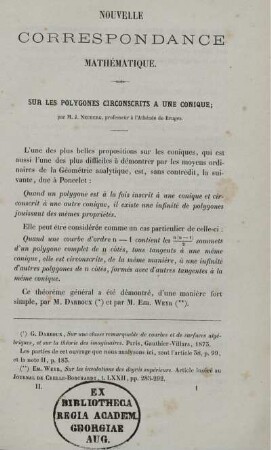 NOUVELLE
CORRESPONDANCE
MATHÉMATIQUE.
SUR LES POLYGONES CIRCONSCRITS A UNE CONIQUE;
par M. J. professeur à l'Athénée de Bruges.
L'une des plus belles propositions sur les coniques, qui est
aussi l'une des plus difficiles à démontrer par les moyens ordi-
naires de la Géométrie analytique, est, sans contredit, la sui-
vante, due à Poncelet :
Quand un polygone est à la fois inscrit à une conique et cir-
conscrit à une autre conique, il existe une infinité de polygones
jouissant des mêmes propriétés.
Elle peut être considérée comme un cas particulier de celle-ci :
Quand une courbe d'ordre n — 1 contient les n(n—1)/2 sommets
d'un polygone complet de n côtés, tous tangents à une même
conique, elle est circonscrite, de la même manière, à une infinité
d'autres polygones de n côtés, formés avec d'autres tangentes à la
même conique.
Ce théorème général a été démontré, d'une manière fort
simple, par M. DARBOUX (*) et par M. EM. WEYR (**).
(*) G. DARBOUX, Sur une classe remarquable de courbes et de surfaces algé-
briques, et sur la théorie des imaginaires. Paris, Gauthier-Villars, 1873.
Les parties de cet ouvrage que nous analysons ici, sont l'article 58, p. 99,
et la note II, p. 183.
(**) EM. WEYR, Sur les involutions des degrés supérieurs. Article inséré au
JOURNAL DE CRELLE-BORCHARDT, t. LXXII, pp. 285-292.
II. 1
EX
BIBLIOTHECA
REGIA ACADEM.
GEORGIAE
AUG.